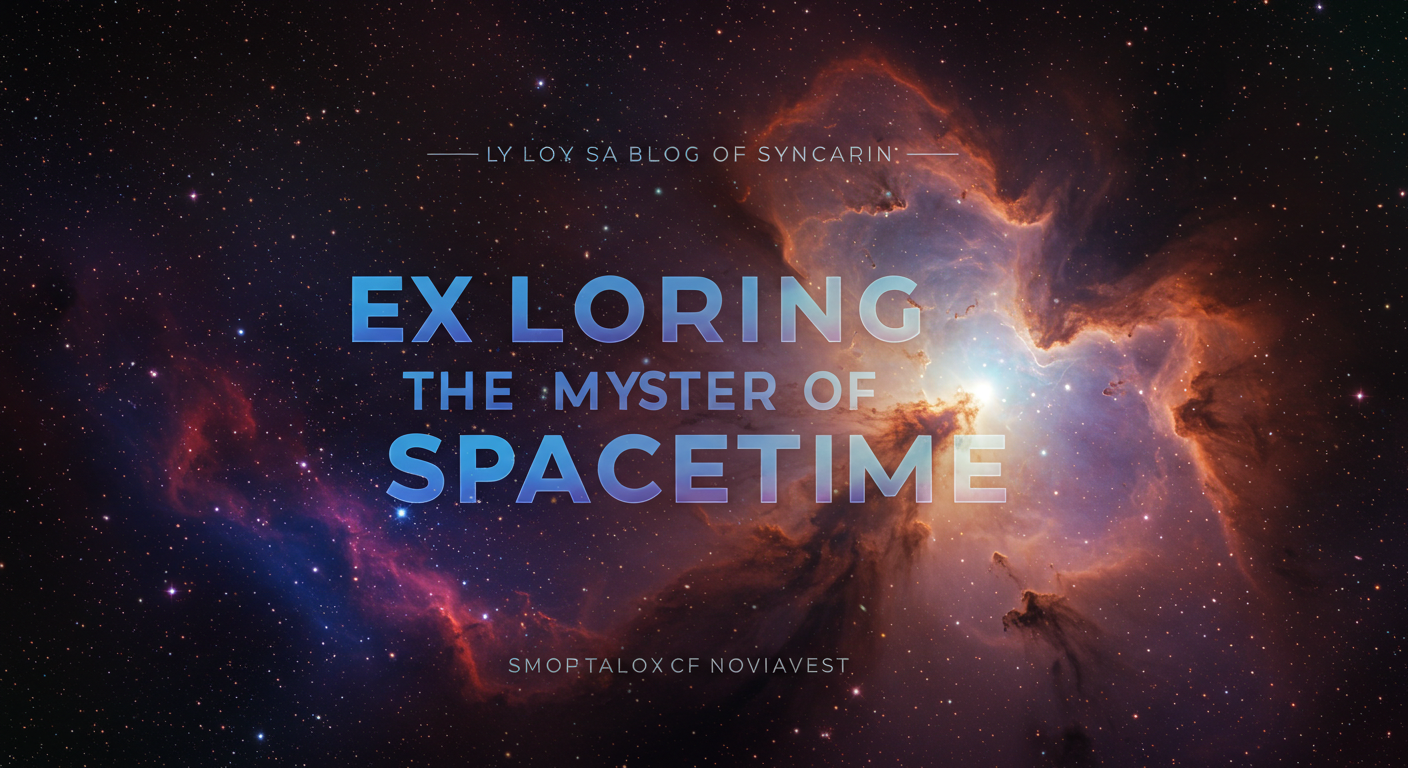 LY LOY SA BLOG OF SYNCARIN
EX LORING
THE MYSTER OF
SPACETIME
SMOPTALOX CF NOVIAVEST